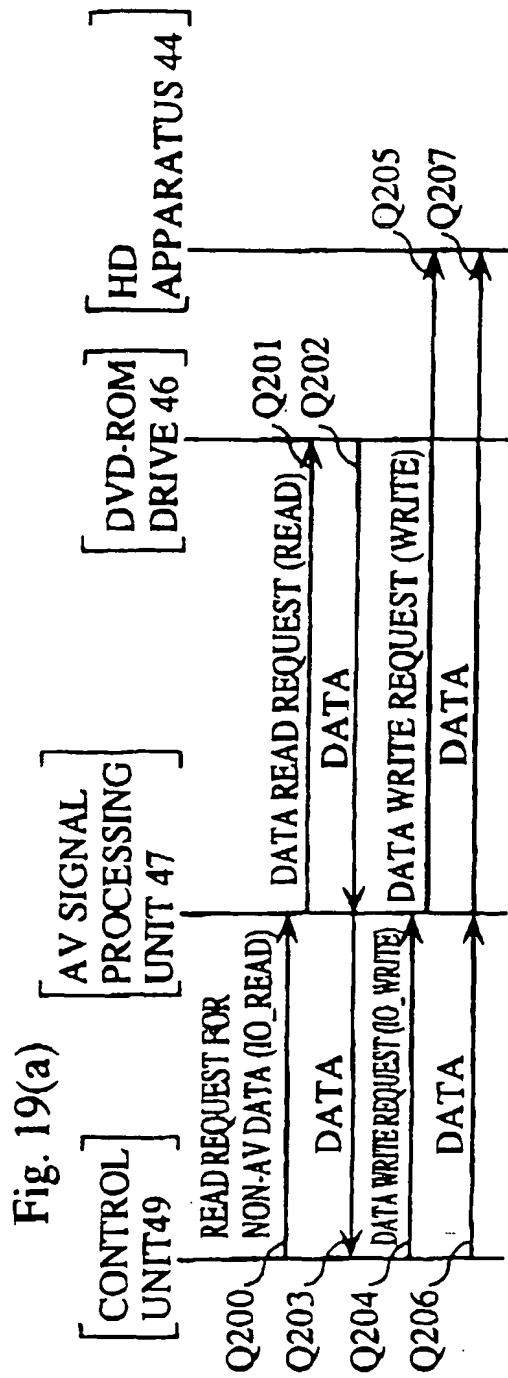 Fig. 19(a)
CONTROL
UNIT49
AV SIGNAL
PROCESSING
UNIT 47
DVD-ROM
DRIVE 46
HD
APPARATUS 44
Q200
READ REQUEST FOR
NON-AV DATA (IO_READ)
DATA READ REQUEST (READ)
Q201
Q203
DATA
DATA
Q202
Q204
DATA WRITE REQUEST (IO_WRITE)
DATA WRITE REQUEST (WRITE)
Q205
Q206
DATA
DATA
Q207